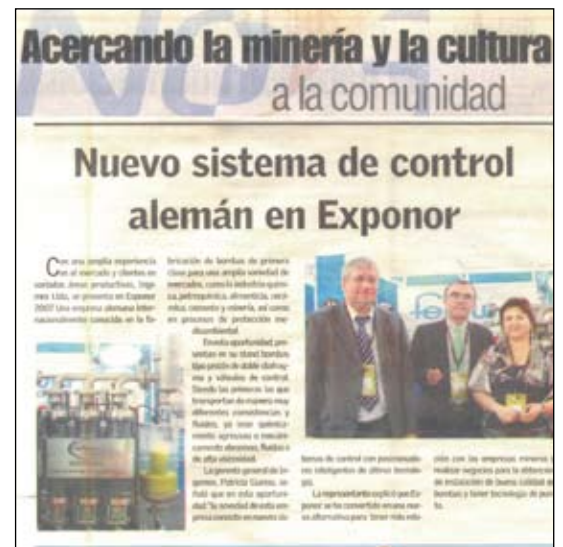 Acercando la minería y la cultura
a la comunidad
Nuevo sistema de control
alemán en Exponor
Con una amplia experiencia
en el mercado y clientes en
variadas áreas productivas,
Ltda, se presenta en Exponor
2007 Una empresa alemana inter-
nacionalmente conocida en la fa-
bricación de bombas de primera
clase para una amplia variedad de
mercados, como la industria quími-
ca, petroquímica, alimenticia,
cemento y minería, así como
en procesos de protección me-
dioambiental.
En esta oportunidad, pre-
sentan en su stand bombas
tipo pistón de doble diafrag-
ma y válvulas de control.
Siendo las primeras las que
transportan de manera muy
diferentes consistencias y
fluidos, ya sean química-
mente agresivos o mecáni-
camente abrasivos, fluidos o
de alta viscosidad.
La gerente general de
Patricia
que en esta oportuni-
dad "la novedad de esta em-
presa consiste en nuestro sis-
temas de control con posicionado-
res inteligentes de última tecnolo-
gía.
La representante explicó que Ex-
ponor se ha convertido en una nue-
va alternativa para tener más rela-
ción con las empresas mineras y
realizar negocios para la obtención
de instalación de buena calidad de
bombas y tener tecnología de pun-
ta.